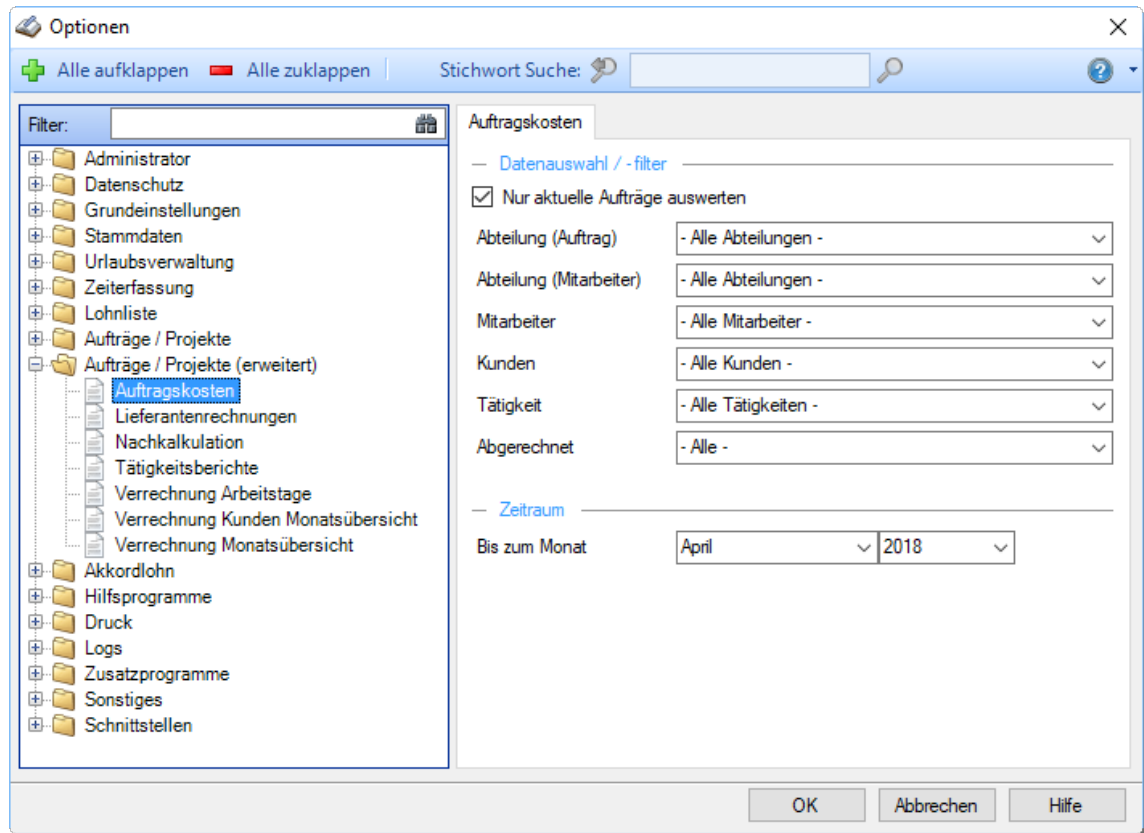 Optionen
Alle aufklappen Alle zuklappen Stichwort Suche:
Filter:
Administrator
Datenschutz
Grundeinstellungen
Stammdaten
Urlaubsverwaltung
Zeiterfassung
Lohnliste
Aufträge / Projekte
Aufträge / Projekte (erweitert)
Auftragskosten
Lieferantenrechnungen
Nachkalkulation
Tätigkeitsberichte
Verrechnung Arbeitstage
Verrechnung Kunden Monatsübersicht
Verrechnung Monatsübersicht
Akkordlohn
Hilfsprogramme
Druck
Logs
Zusatzprogramme
Sonstiges
Schnittstellen
Auftragskosten
Datenauswahl / -filter
Nur aktuelle Aufträge auswerten
Abteilung (Auftrag) - Alle Abteilungen -
Abteilung (Mitarbeiter) - Alle Abteilungen -
Mitarbeiter - Alle Mitarbeiter -
Kunden - Alle Kunden -
Tätigkeit - Alle Tätigkeiten -
Abgerechnet - Alle -
Zeitraum
Bis zum Monat April 2018
OK Abbrechen Hilfe